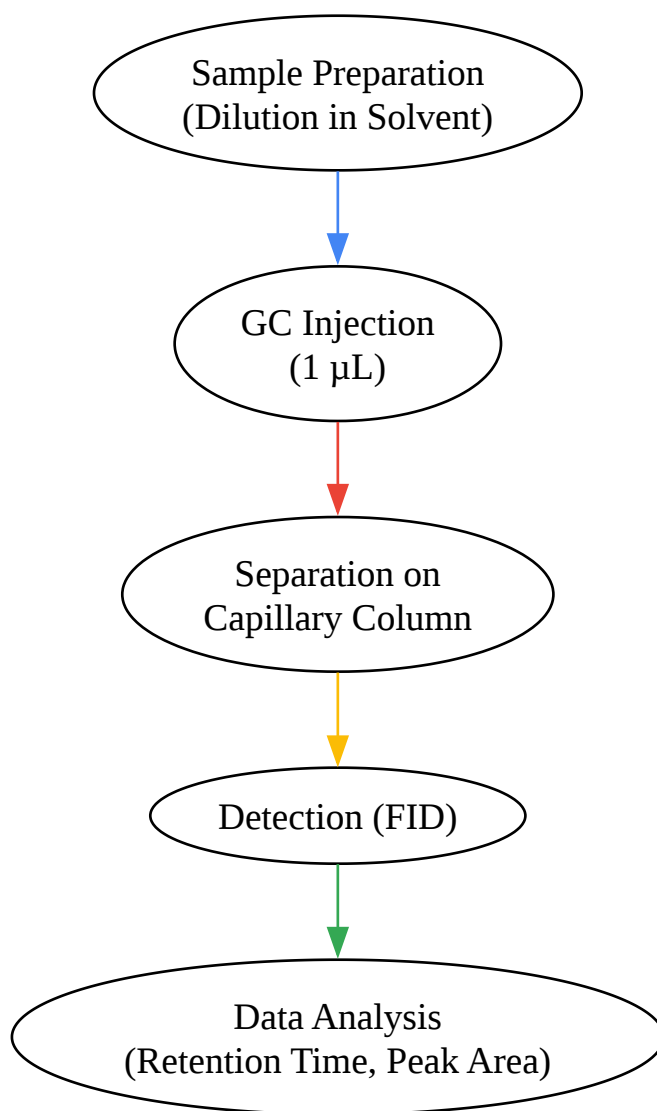 Sample Preparation
(Dilution in Solvent)
GC Injection
(1 µL)
Separation on
Capillary Column
Detection (FID)
Data Analysis
(Retention Time, Peak Area)